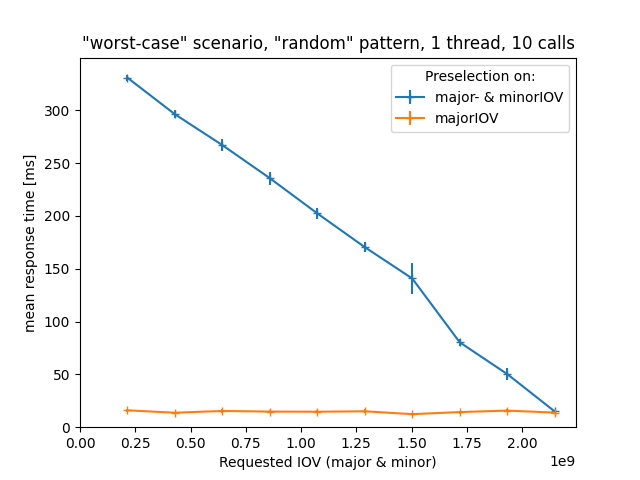 "worst-case" scenario, "random" pattern, 1 thread, 10 calls
Preselection on:
major- & minorIOV
majorIOV
mean response time [ms]
300
250
200
150
100
50
0
0.00 0.25 0.50 0.75 1.00 1.25 1.50 1.75 2.00
1e9
Requested IOV (major & minor)